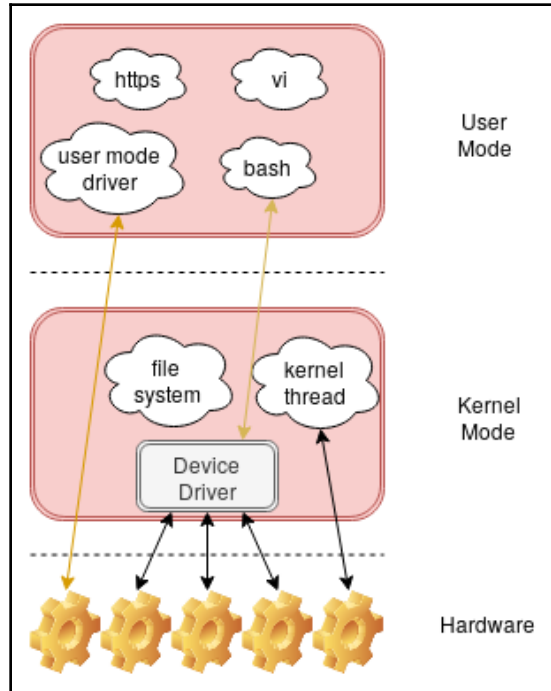 https
vi
user mode
driver
bash
User
Mode
file
system
kernel
thread
Kernel
Mode
Device
Driver
Hardware